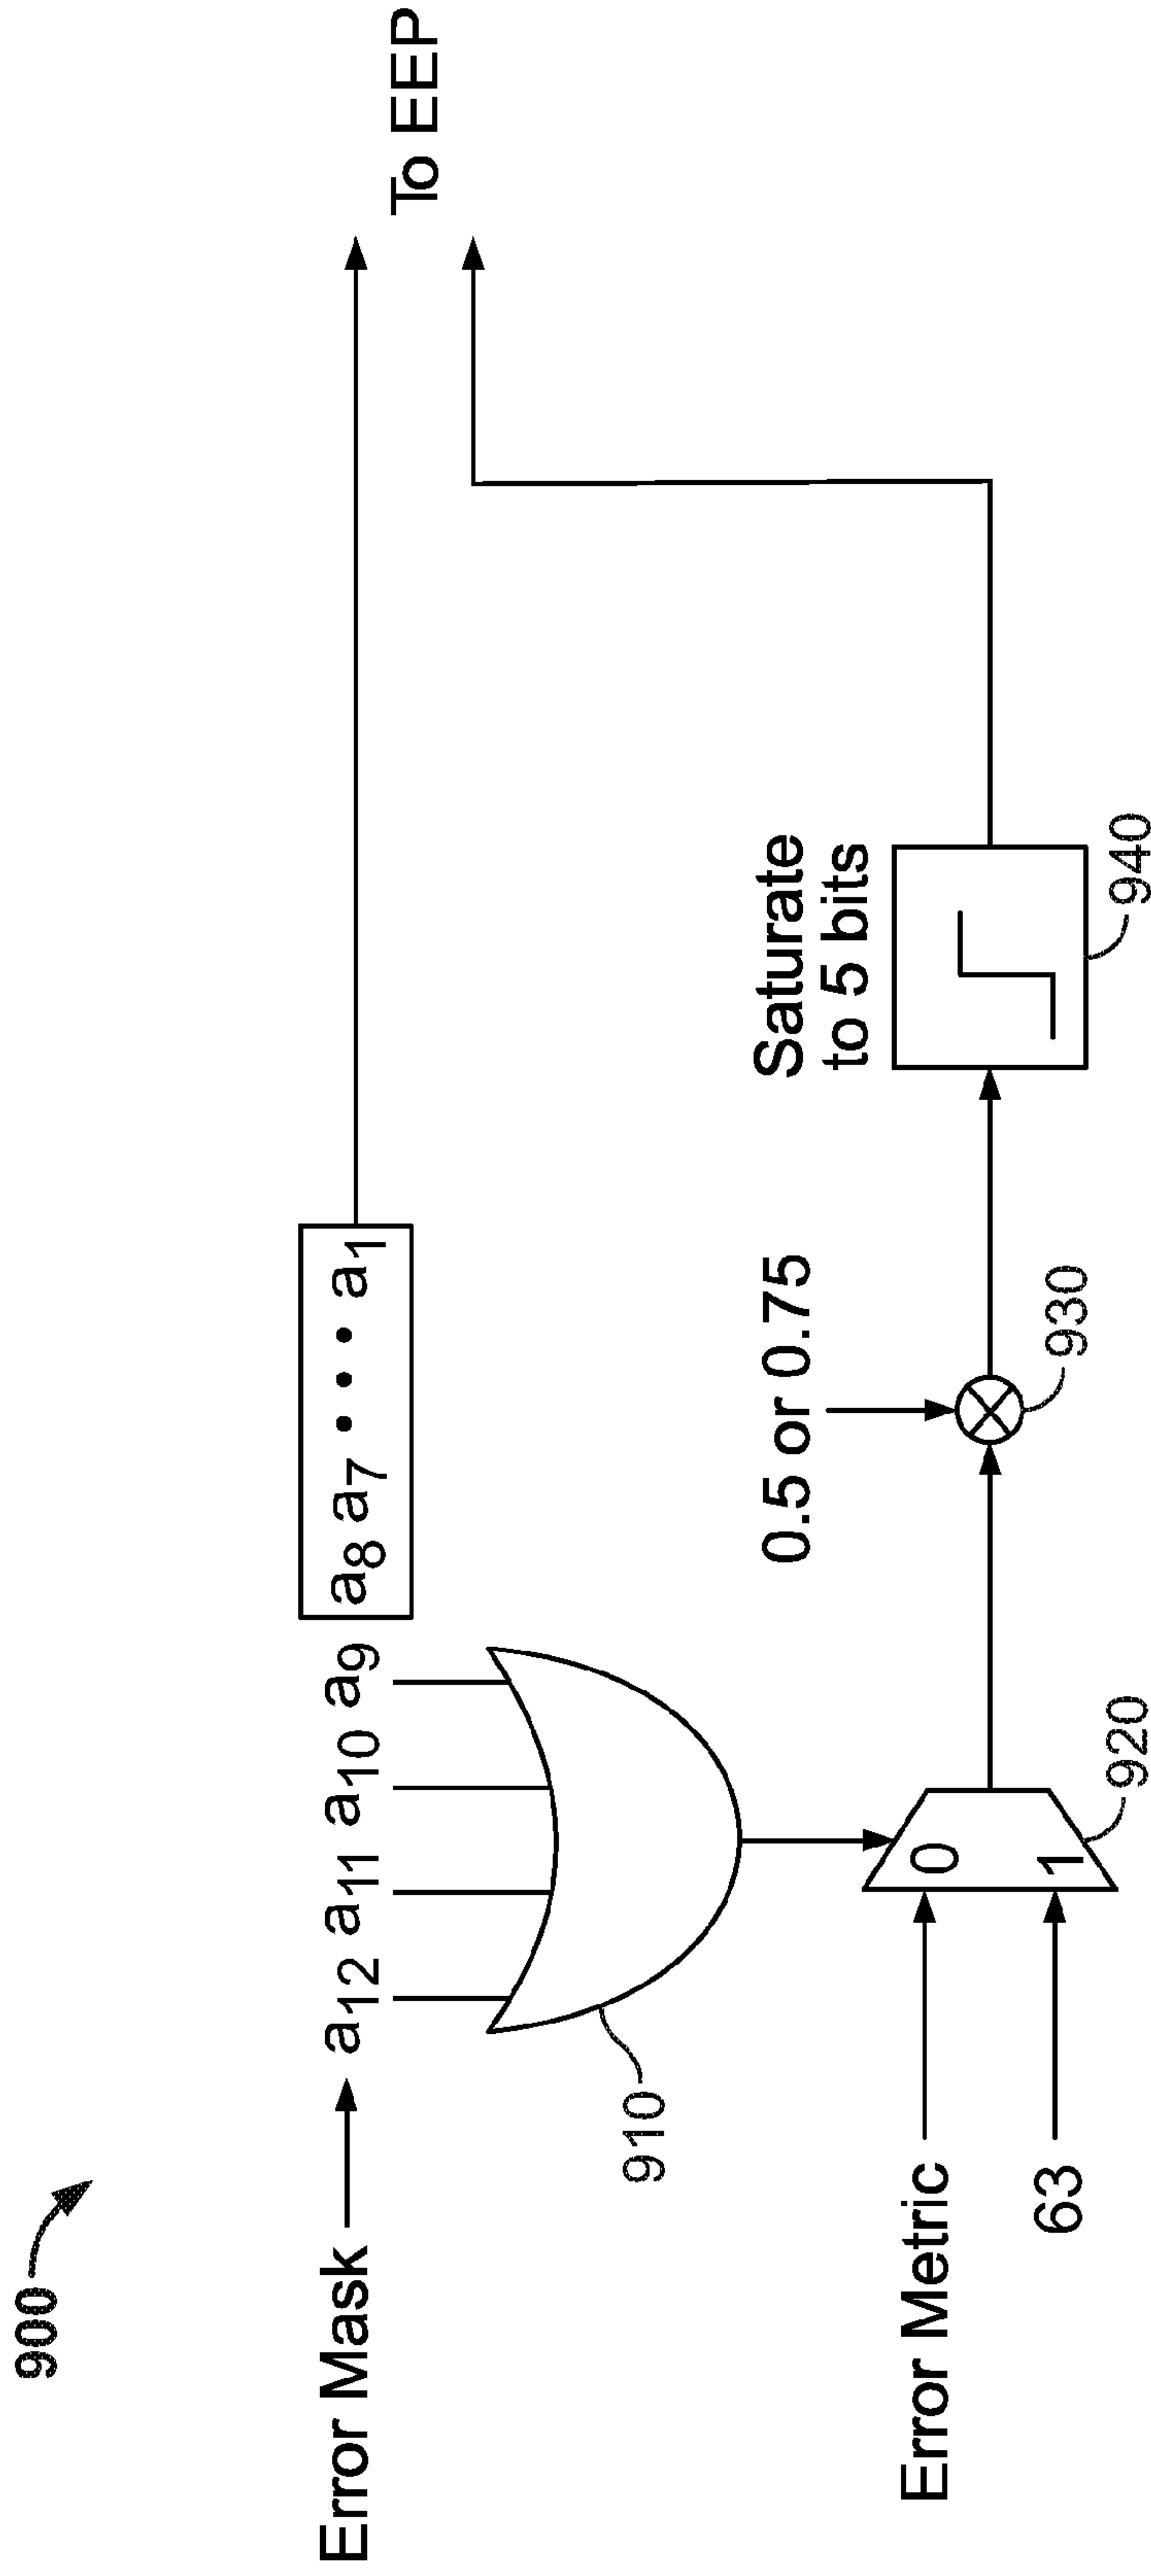 900
Error Mask
a12 a11 a10 a9 a8 a7 • • • a1
To EEP
910
0.5 or 0.75
Saturate
to 5 bits
Error Metric
0
63
1
920
930
940